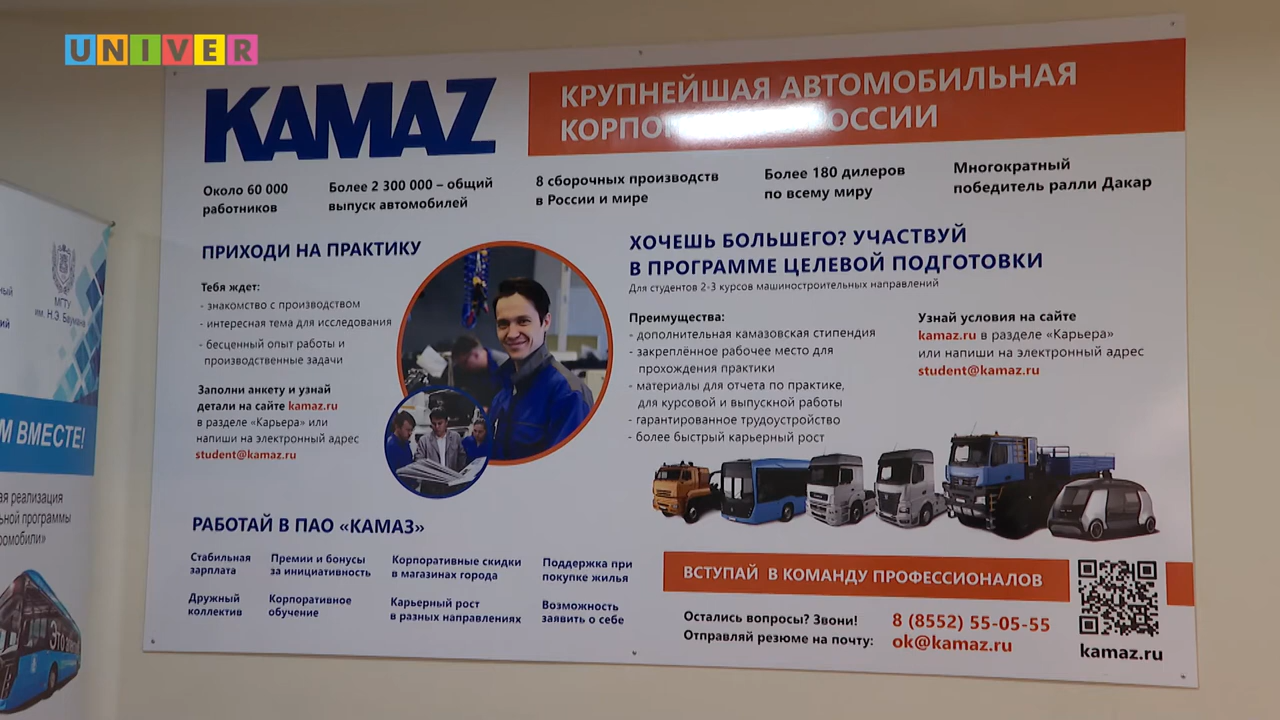 UNIVER
KAMAZ
КРУПНЕЙШАЯ АВТОМОБИЛЬНАЯ
Около 60 000
работников
Более 2 300 000 – общий
выпуск автомобилей
8 сборочных производств
в России и мире
Более 180 дилеров
по всему миру
Многократный
победитель ралли Дакар
ПРИХОДИ НА ПРАКТИКУ
Тебя ждет:
- знакомство с производством
- интересная тема для исследования
- бесценный опыт работы и
производственные задачи
Заполни анкету и узнай
детали на сайте kamaz.ru
в разделе «Карьера» или
напиши на электронный адрес
student@kamaz.ru
ХОЧЕШЬ БОЛЬШЕГО? УЧАСТВУЙ
В ПРОГРАММЕ ЦЕЛЕВОЙ ПОДГОТОВКИ
Для студентов 2-3 курсов машиностроительных направлений
Преимущества:
- дополнительная камазовская стипендия
- закреплённое рабочее место для
прохождения практики
- материалы для отчета по практике,
для курсовой и выпускной работы
- гарантированное трудоустройство
- более быстрый карьерный рост
Узнай условия на сайте
kamaz.ru в разделе «Карьера»
или напиши на электронный адрес
student@kamaz.ru
РАБОТАЙ В ПАО «КАМАЗ»
Стабильная
зарплата
Премии и бонусы
за инициативность
Корпоративные скидки
в магазинах города
Поддержка при
покупке жилья
Дружный
коллектив
Корпоративное
обучение
Карьерный рост
в разных направлениях
Возможность
заявить о себе
ВСТУПАЙ В КОМАНДУ ПРОФЕССИОНАЛОВ
Остались вопросы? Звони!
8 (8552) 55-05-55
Отправляй резюме на почту:
ok@kamaz.ru
kamaz.ru
МГТУ
им. Н.Э. Баумана
ВМЕСТЕ!
реализация
программы